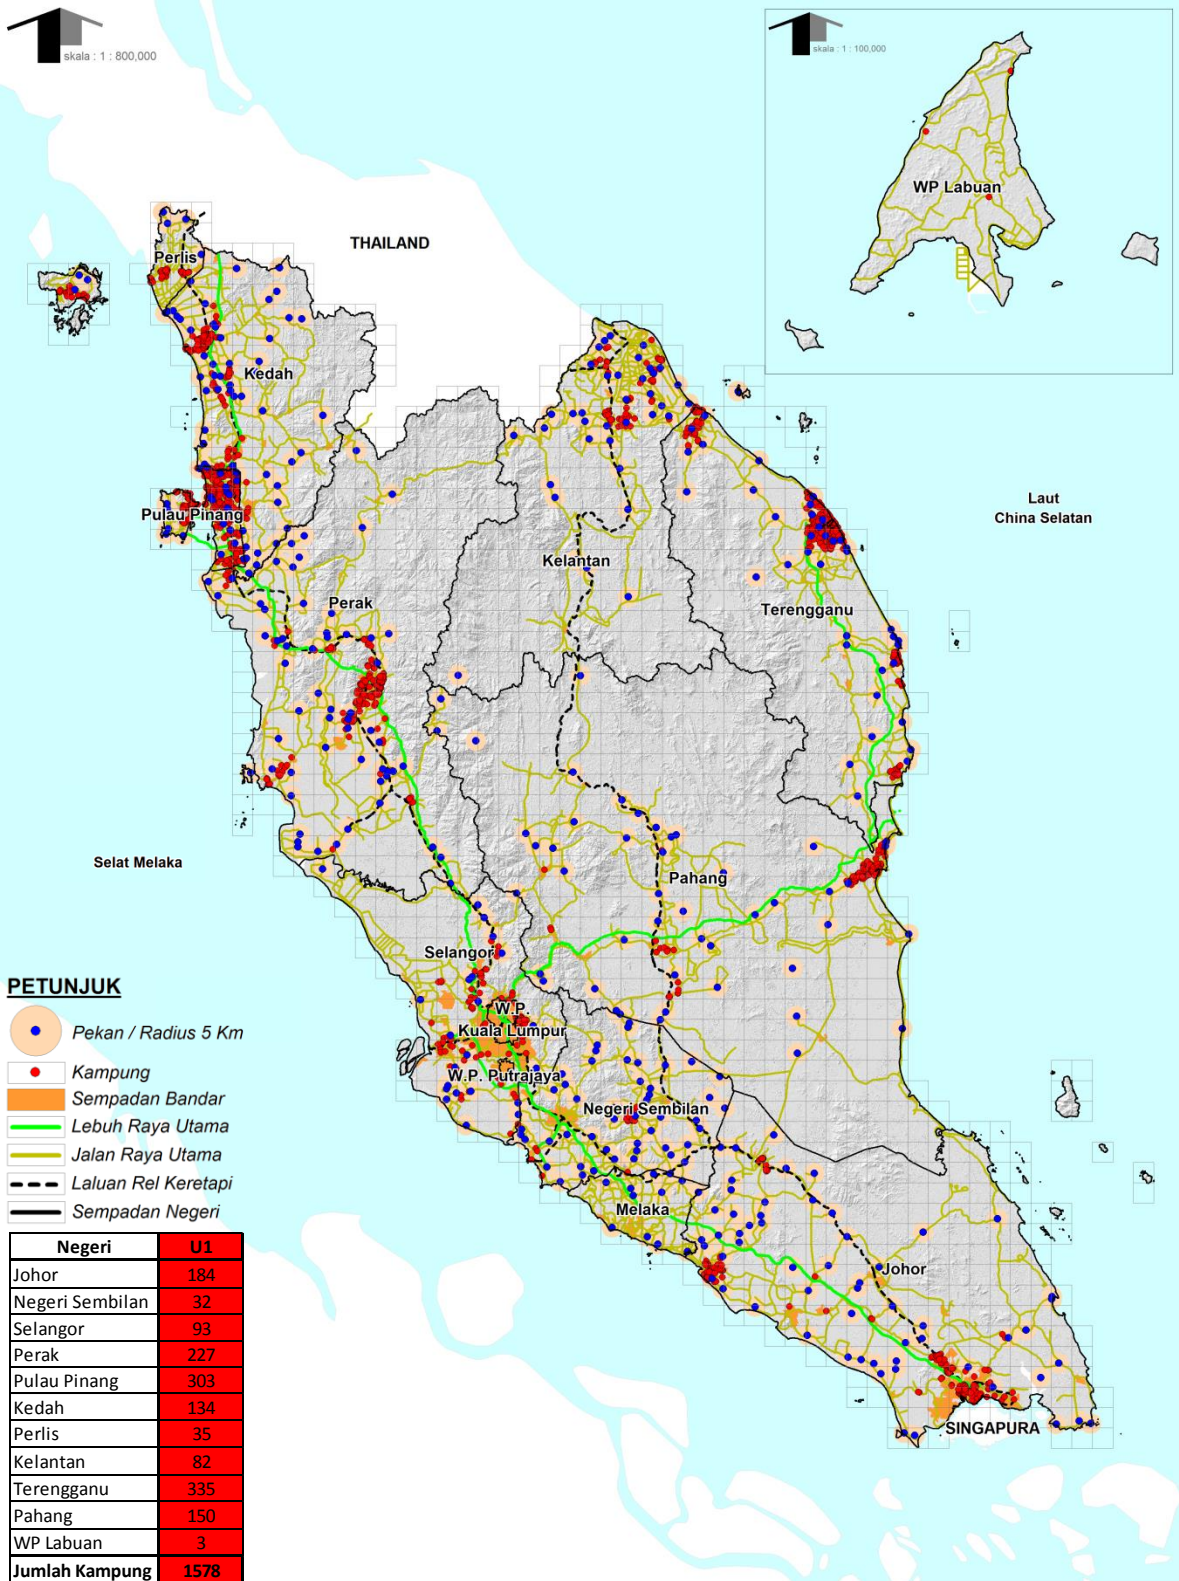 skala : 1 : 800,000
skala : 1 : 100,000
WP Labuan
THAILAND
Perlis
Kedah
Laut
China Selatan
Pulau Pinang
Kelantan
Perak
Terengganu
Selat Melaka
Pahang
Selangor
W.P.
Kuala Lumpur
W.P. Putrajaya
Negeri Sembilan
Melaka
Johor
SINGAPURA
PETUNJUK
Pekan / Radius 5 Km
Kampung
Sempadan Bandar
Lebuh Raya Utama
Jalan Raya Utama
Laluan Rel Keretapi
Sempadan Negeri
Negeri U1
Johor 184
Negeri Sembilan 32
Selangor 93
Perak 227
Pulau Pinang 303
Kedah 134
Perlis 35
Kelantan 82
Terengganu 335
Pahang 150
WP Labuan 3
Jumlah Kampung 1578